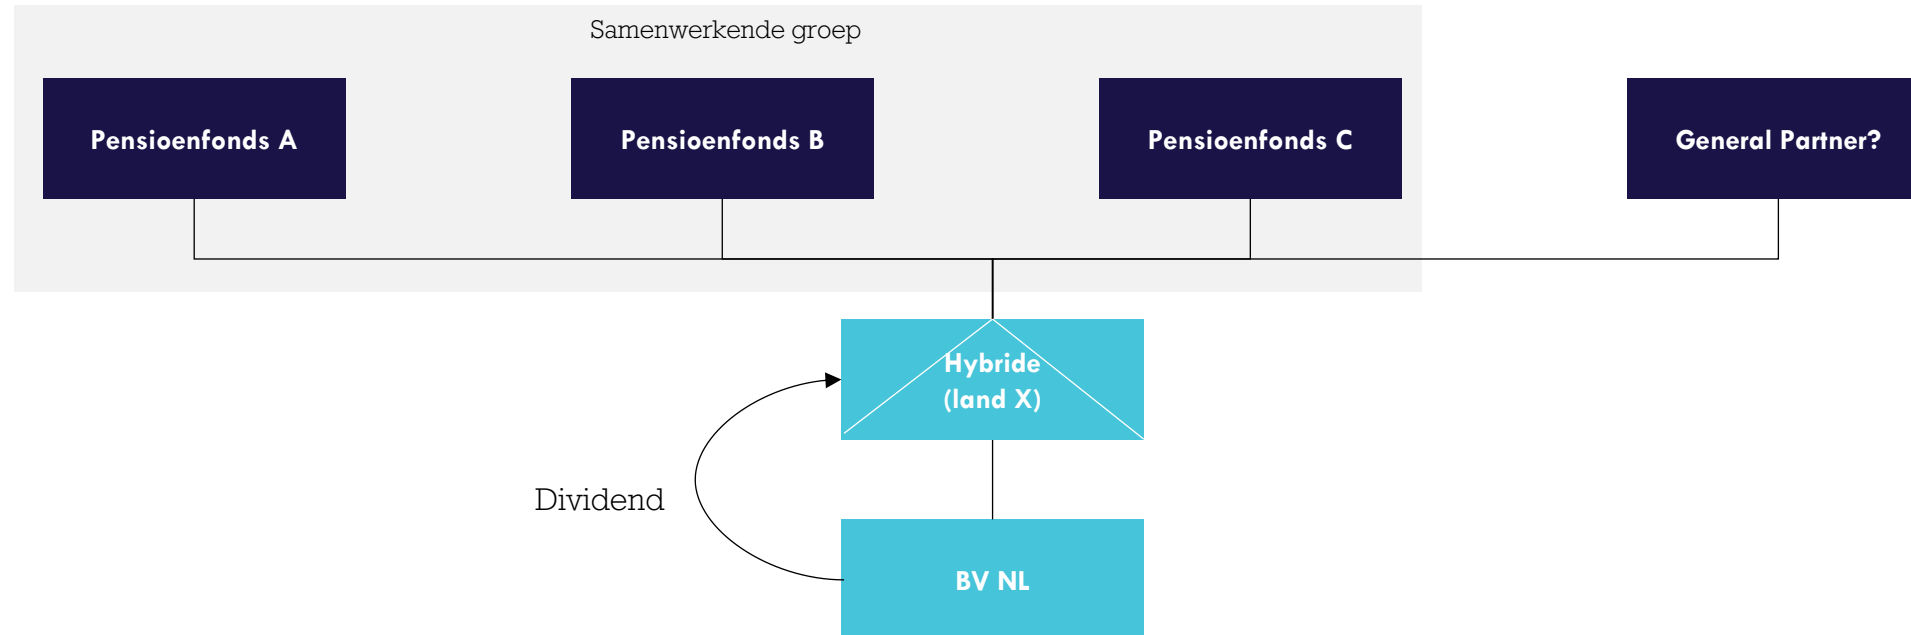 Samenwerkende groep
Pensioenfonds A
Pensioenfonds B
Pensioenfonds C
General Partner?
Hybride
(land X)
Dividend
BV NL